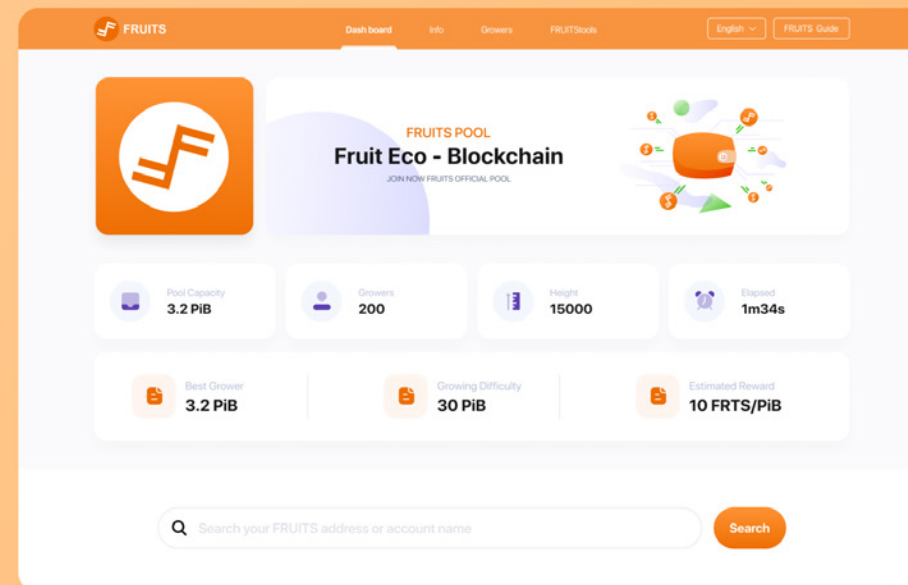 FRUITS
Dash board
Info
Growers
FRUITStools
English
FRUITS Guide
FRUITS POOL
Fruit Eco - Blockchain
JOIN NOW FRUITS OFFICIAL POOL
Pool Capacity
3.2 PiB
Growers
200
Height
15000
Elapsed
1m34s
Best Grower
3.2 PiB
Growing Difficulty
30 PiB
Estimated Reward
10 FRTS/PiB
Search your FRUITS address or account name
Search